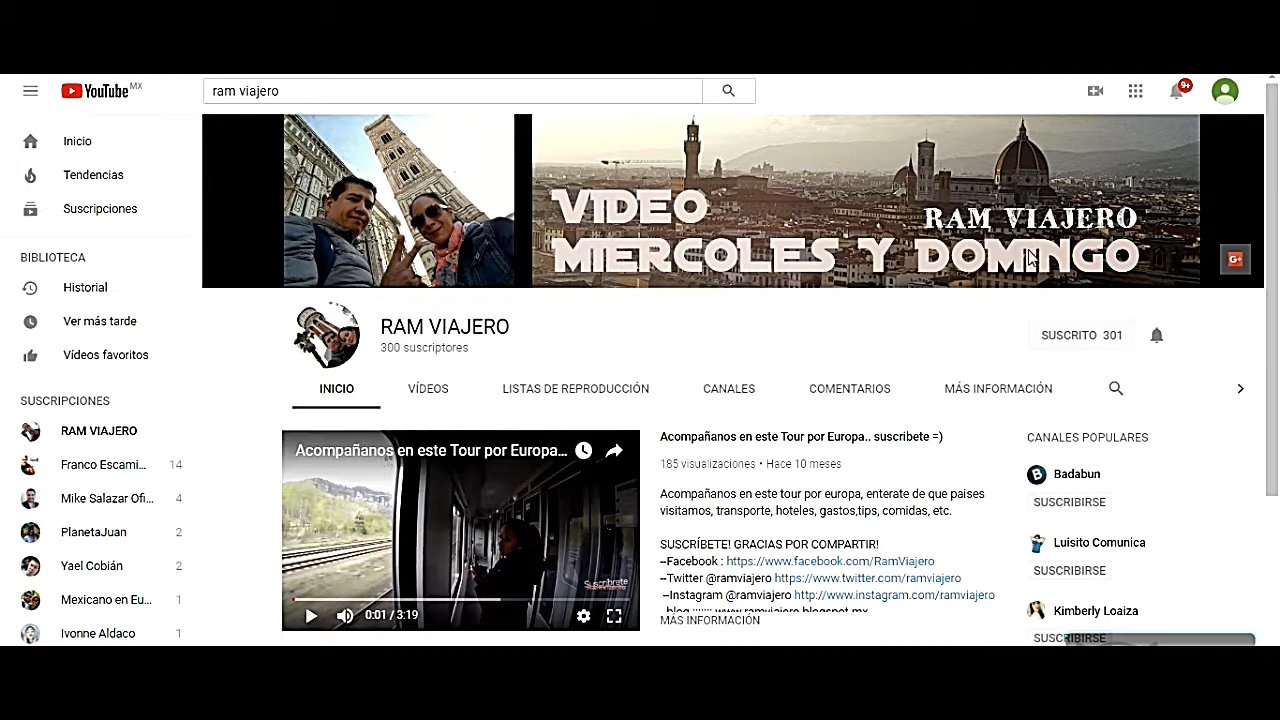 YouTube MX
ram viajero
9+
Inicio
Tendencias
Suscripciones
BIBLIOTECA
Historial
Ver más tarde
Vídeos favoritos
SUSCRIPCIONES
RAM VIAJERO
Franco Escami... 14
Mike Salazar Ofi... 4
PlanetaJuan 2
Yael Cobián 2
Mexicano en Eu... 1
Ivonne Aldaco 1
VIDEO
RAM VIAJERO
MIERCOLES Y DOMINGO
G+
RAM VIAJERO
300 suscriptores
SUSCRITO 301
INICIO VÍDEOS LISTAS DE REPRODUCCIÓN CANALES COMENTARIOS MÁS INFORMACIÓN
Acompañanos en este Tour por Europa...
Suscribrete
0:01 / 3:19
Acompañanos en este Tour por Europa.. suscribete =)
185 visualizaciones • Hace 10 meses
Acompañanos en este tour por europa, enterate de que paises
visitamos, transporte, hoteles, gastos,tips, comidas, etc.
SUSCRÍBETE! GRACIAS POR COMPARTIR!
--Facebook : https://www.facebook.com/RamViajero
--Twitter @ramviajero https://www.twitter.com/ramviajero
--Instagram @ramviajero http://www.instagram.com/ramviajero
MÁS INFORMACIÓN
CANALES POPULARES
Badabun
SUSCRIBIRSE
Luisito Comunica
SUSCRIBIRSE
Kimberly Loaiza
SUSCRIBIRSE